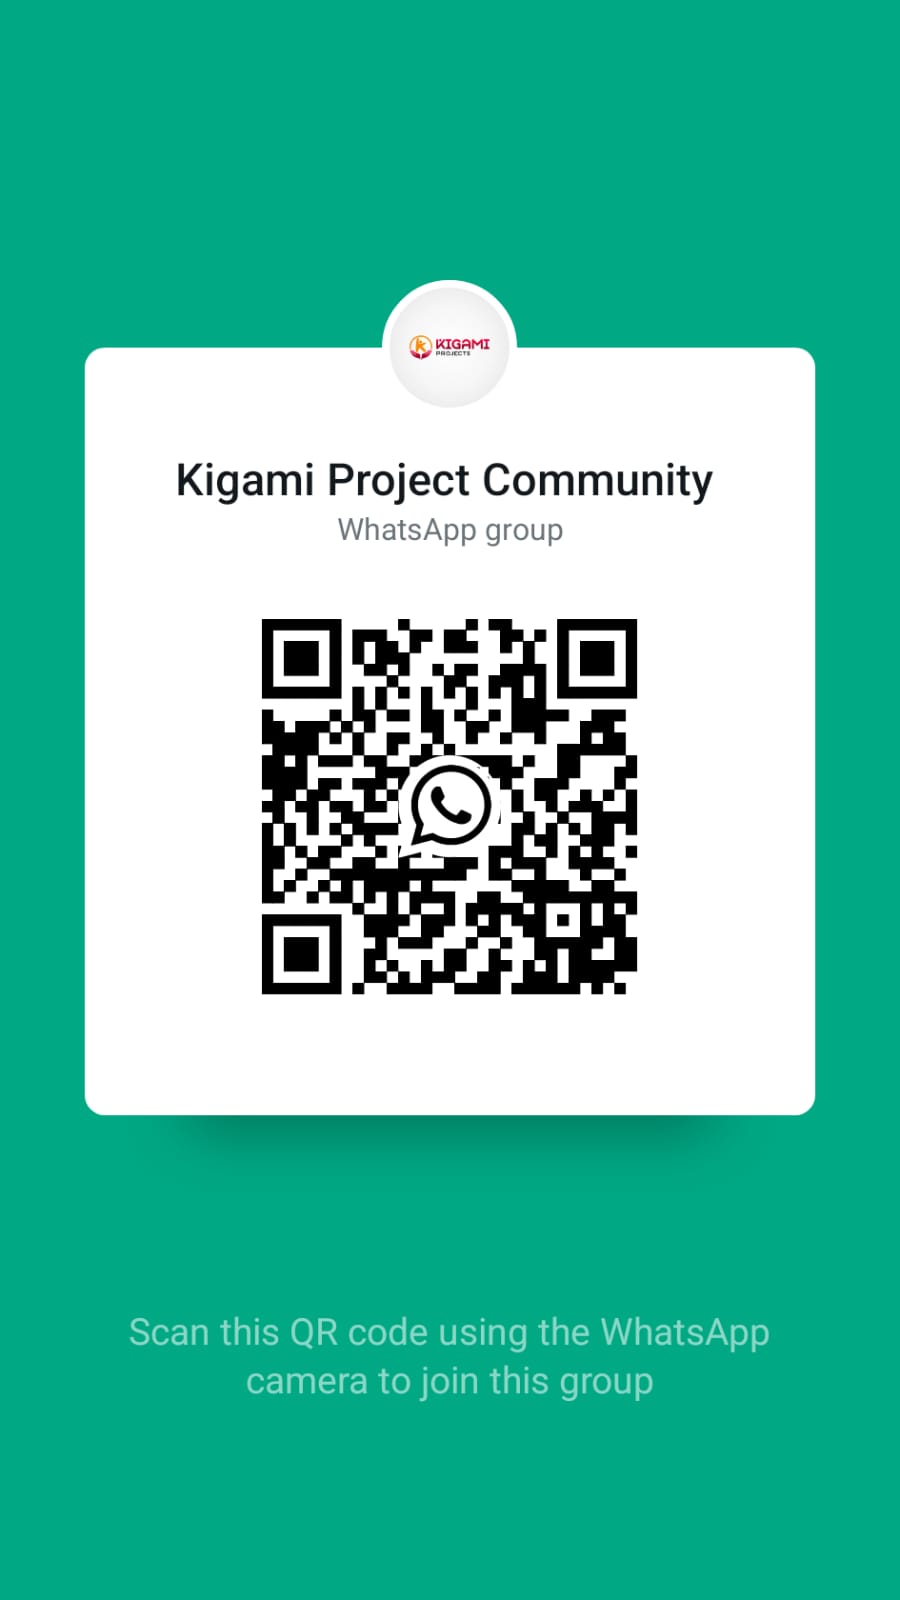 KIGAMI
PROJECTS
Kigami Project Community
WhatsApp group
Scan this QR code using the WhatsApp
camera to join this group